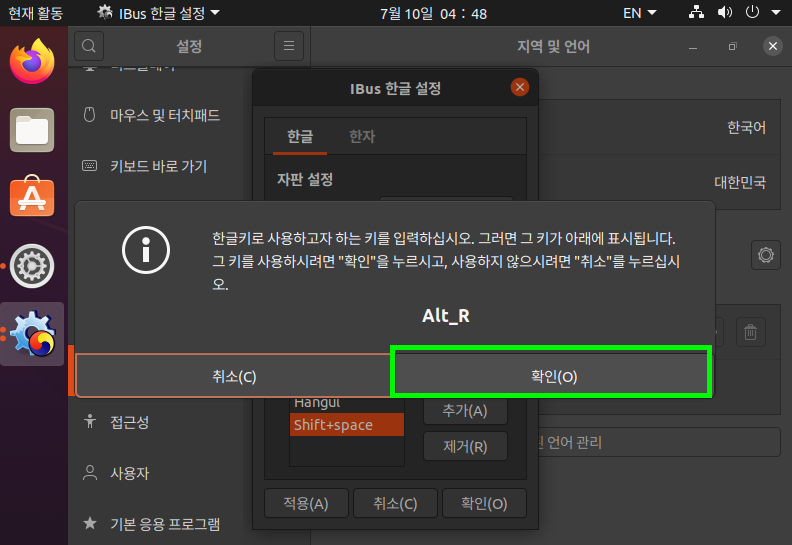 현재 활동
IBus 한글 설정
7월 10일 04 : 48
EN
설정
지역 및 언어
IBus 한글 설정
마우스 및 터치패드
한글
한자
한국어
키보드 바로 가기
자판 설정
대한민국
한글키로 사용하고자 하는 키를 입력하십시오. 그러면 그 키가 아래에 표시됩니다.
그 키를 사용하시려면 "확인"을 누르시고, 사용하지 않으시려면 "취소"를 누르십시
오.
Alt_R
취소(C)
확인(O)
Hangul
추가(A)
접근성
Shift+space
제거(R)
언어 관리
사용자
적용(A)
취소(C)
확인(O)
기본 응용 프로그램